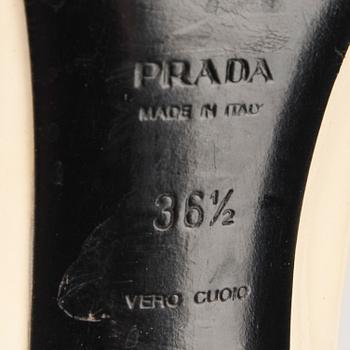 PRADA
MADE IN ITALY
36½
VERO CUOIO